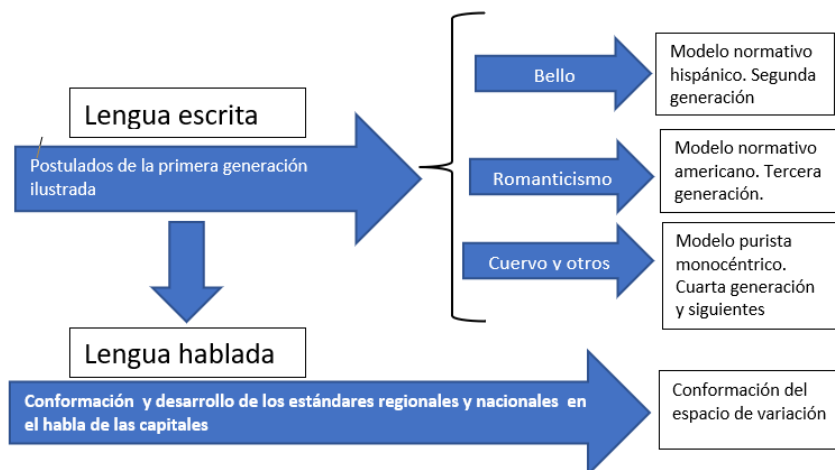 Lengua escrita
Postulados de la primera generación
ilustrada
Bello
Modelo normativo
hispánico. Segunda
generación
Romanticismo
Modelo normativo
americano. Tercera
generación.
Cuervo y otros
Modelo purista
monocéntrico.
Cuarta generación
y siguientes
Lengua hablada
Conformación y desarrollo de los estándares regionales y nacionales en
el habla de las capitales
Conformación del
espacio de variación